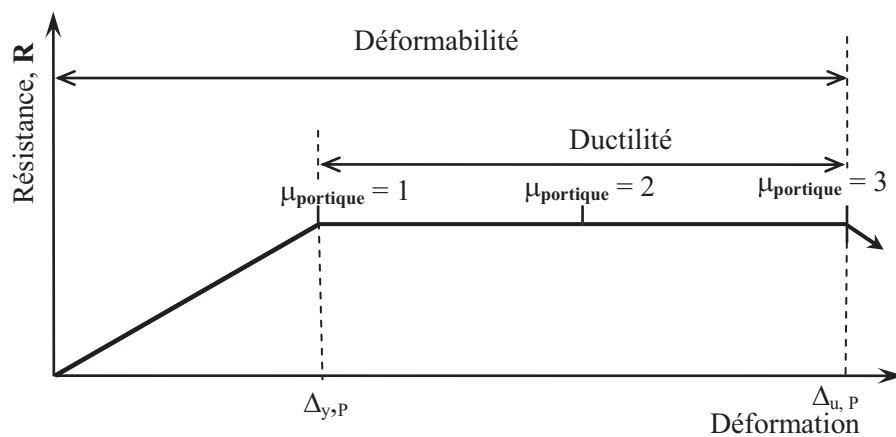 Déformabilité
Résistance, R
Ductilité
μportique = 1
μportique = 2
μportique = 3
Δy,P
Δu, P
Déformation